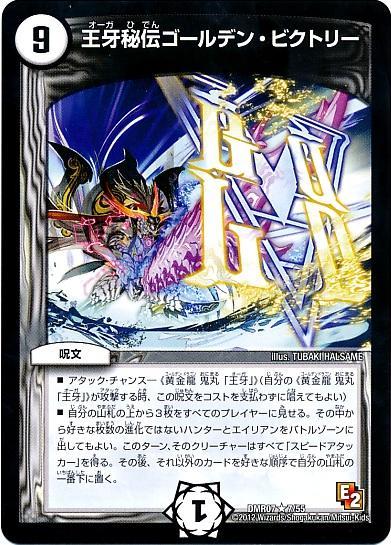 オーガ ひ でん
9 王牙秘伝ゴールデン・ビクトリー
Illus. TUBAKI HALSAME
呪文
■ アタック・チャンス―《黄金龍 鬼丸「王牙」》(自分の《黄金龍 鬼丸
「王牙」》が攻撃する時、この呪文をコストを支払わずに唱えてもよい)
■ 自分の山札の上から3枚をすべてのプレイヤーに見せる。その中か
ら好きな枚数の進化ではないハンターとエイリアンをバトルゾーンに
出してもよい。このターン、そのクリーチャーはすべて「スピードアタッ
カー」を得る。その後、それ以外のカードを好きな順序で自分の山札の
一番下に置く。
1
DMR07 ★ 7/55
©2012 Wizards/Shogakukan/Mitsui-Kids
E2